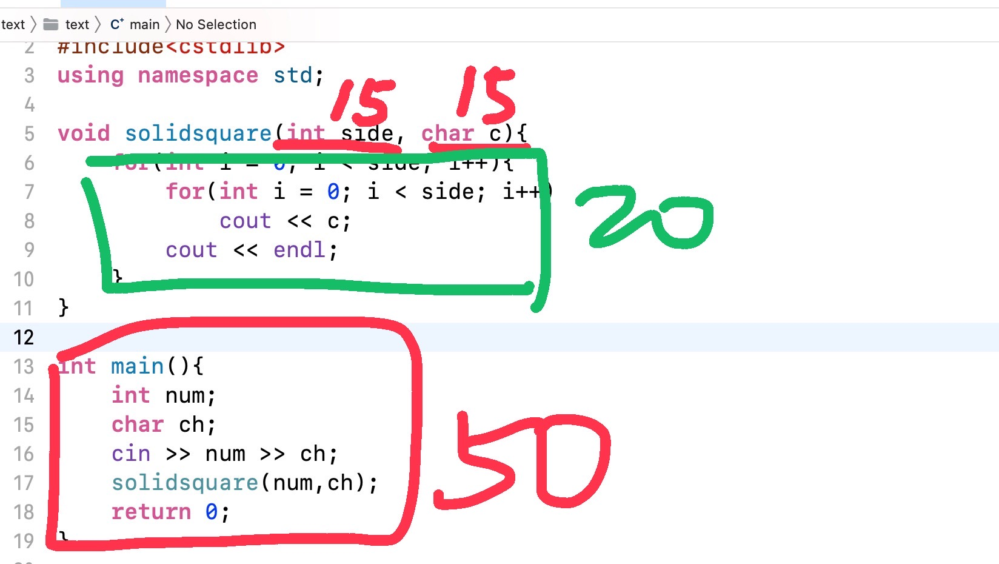 text 〉 text 〉 C+ main 〉 No Selection
2 #include<cstdlib>
3 using namespace std;
15 15
4
5 void solidsquare(int side, char c){
6 for(int i = 0; i < side; i++){
7 for(int i = 0; i < side; i++)
20
8 cout << c;
9 cout << endl;
10 }
11 }
12
13 int main(){
14 int num;
15 char ch;
16 cin >> num >> ch;
50
17 solidsquare(num,ch);
18 return 0;
19 }
20